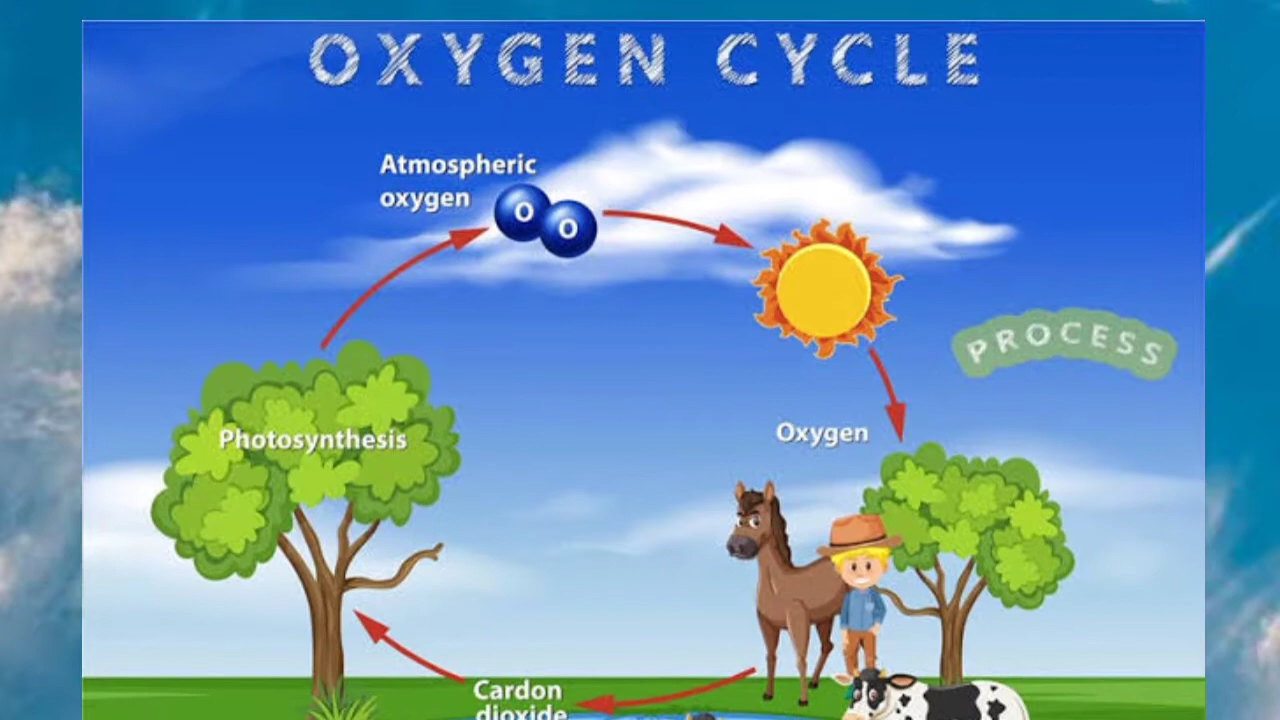 OXYGEN CYCLE
Atmospheric
oxygen
O
O
PROCESS
Oxygen
Photosynthesis
Cardon
dioxide